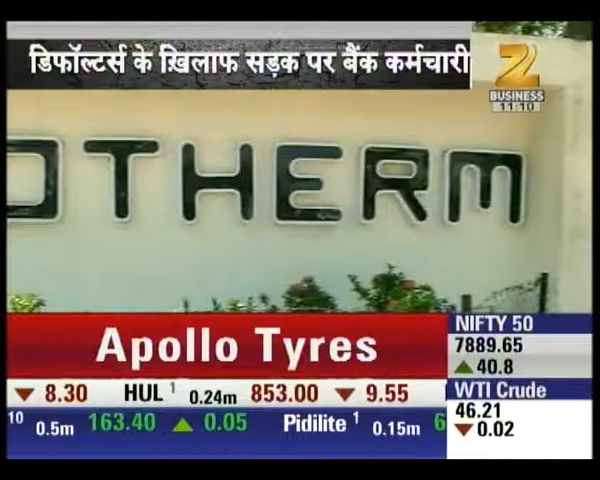 डिफॉल्टर्स के ख़िलाफ सड़क पर बैंक कर्मचारी
Z
BUSINESS
11:10
OTHERM
Apollo Tyres
NIFTY 50
7889.65
▲ 40.8
WTI Crude
46.21
▼ 0.02
▼ 8.30 HUL 1 0.24m 853.00 ▼ 9.55
10 0.5m 163.40 ▲ 0.05 Pidilite 1 0.15m 6